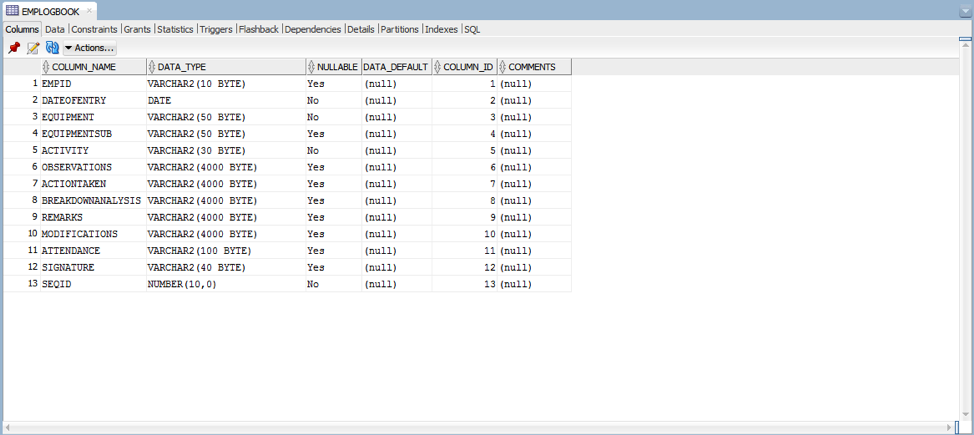 EMPLOGBOOK
Columns Data Constraints Grants Statistics Triggers Flashback Dependencies Details Partitions Indexes SQL
Actions...
COLUMN_NAME DATA_TYPE NULLABLE DATA_DEFAULT COLUMN_ID COMMENTS
1 EMPID VARCHAR2(10 BYTE) Yes (null) 1 (null)
2 DATEOFENTRY DATE No (null) 2 (null)
3 EQUIPMENT VARCHAR2(50 BYTE) No (null) 3 (null)
4 EQUIPMENTSUB VARCHAR2(50 BYTE) Yes (null) 4 (null)
5 ACTIVITY VARCHAR2(30 BYTE) No (null) 5 (null)
6 OBSERVATIONS VARCHAR2(4000 BYTE) Yes (null) 6 (null)
7 ACTIONTAKEN VARCHAR2(4000 BYTE) Yes (null) 7 (null)
8 BREAKDOWNANALYSIS VARCHAR2(4000 BYTE) Yes (null) 8 (null)
9 REMARKS VARCHAR2(4000 BYTE) Yes (null) 9 (null)
10 MODIFICATIONS VARCHAR2(4000 BYTE) Yes (null) 10 (null)
11 ATTENDANCE VARCHAR2(100 BYTE) Yes (null) 11 (null)
12 SIGNATURE VARCHAR2(40 BYTE) Yes (null) 12 (null)
13 SEQID NUMBER(10,0) No (null) 13 (null)